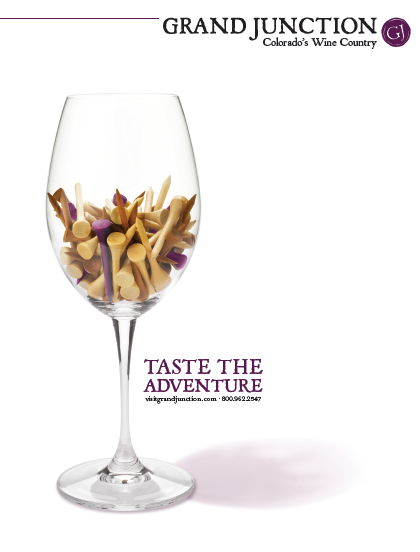 GRAND JUNCTION
Colorado's Wine Country
GJ
TASTE THE
ADVENTURE
visitgrandjunction.com · 800.962.2547